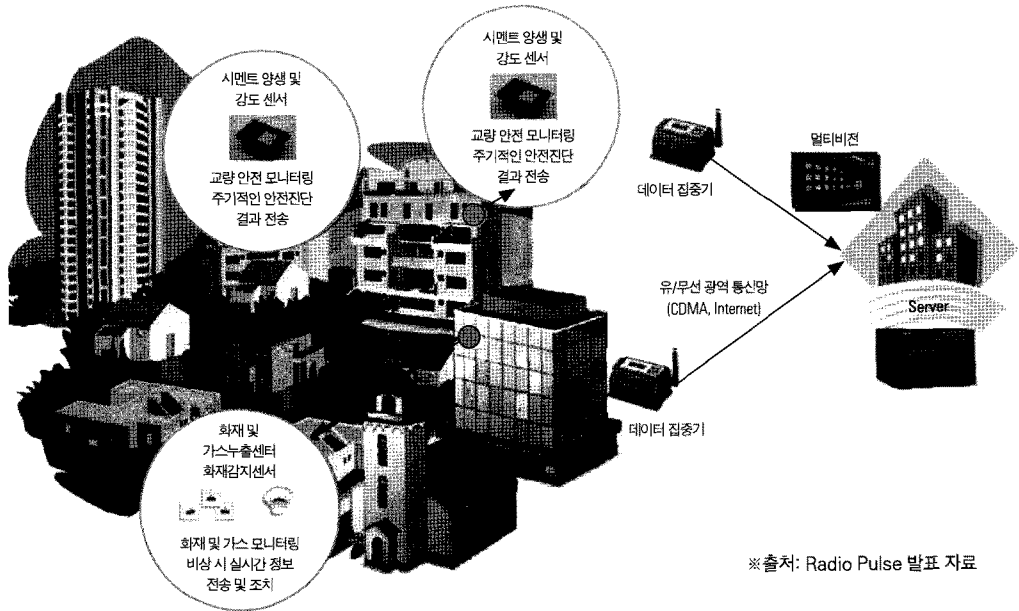 시멘트 양생 및
강도 센서
교량 안전 모니터링
주기적인 안전진단
결과 전송
시멘트 양생 및
강도 센서
교량 안전 모니터링
주기적인 안전진단
결과 전송
데이터 집중기
멀티비전
유/무선 광역 통신망
(CDMA, Internet)
Server
데이터 집중기
화재 및
가스누출센터
화재감지센서
화재 및 가스 모니터링
비상 시 실시간 정보
전송 및 조치
※출처: Radio Pulse 발표 자료